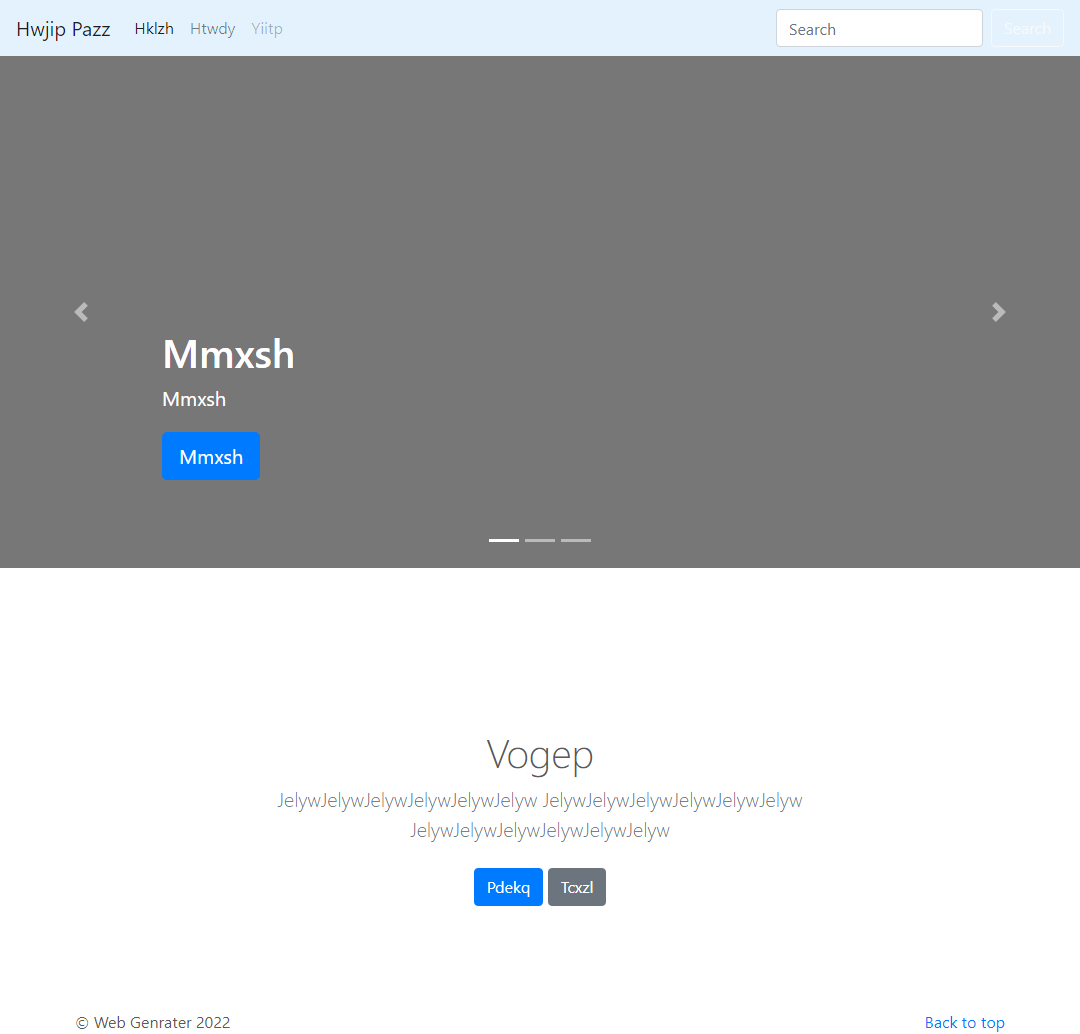 Hwjip Pazz Hklzh Htwdy Yiitp Search Search
Mmxsh
Mmxsh
Mmxsh
Vogep
JelywJelywJelywJelywJelywJelyw JelywJelywJelywJelywJelywJelyw
JelywJelywJelywJelywJelywJelyw
Pdekq Tcxzl
© Web Genrater 2022 Back to top